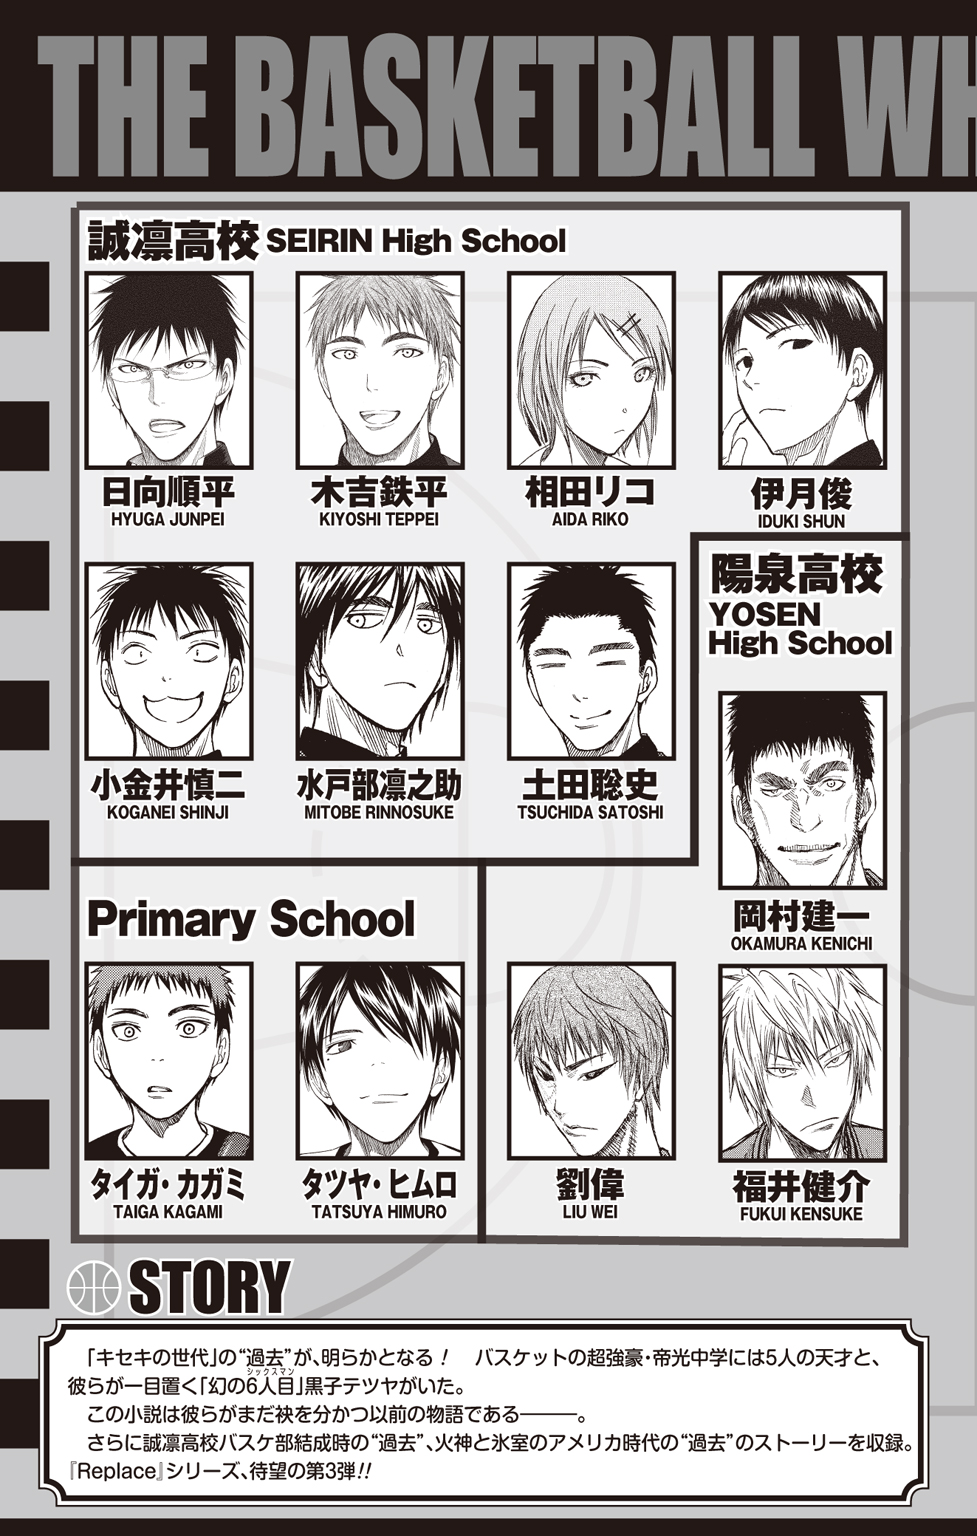 THE BASKETBALL WH
誠凛高校 SEIRIN High School
日向順平
HYUGA JUNPEI
木吉鉄平
KIYOSHI TEPPEI
相田リコ
AIDA RIKO
伊月俊
IDUKI SHUN
小金井慎二
KOGANEI SHINJI
水戸部凛之助
MITOBE RINNOSUKE
土田聡史
TSUCHIDA SATOSHI
陽泉高校
YOSEN
High School
岡村建一
OKAMURA KENICHI
劉偉
LIU WEI
福井健介
FUKUI KENSUKE
Primary School
タイガ・カガミ
TAIGA KAGAMI
タツヤ・ヒムロ
TATSUYA HIMURO
STORY
「キセキの世代」の“過去”が、明らかとなる！　バスケットの超強豪・帝光中学には5人の天才と、
シックスマン
彼らが一目置く「幻の6人目」黒子テツヤがいた。
この小説は彼らがまだ袂を分かつ以前の物語である―――。
さらに誠凛高校バスケ部結成時の“過去”、火神と氷室のアメリカ時代の“過去”のストーリーを収録。
『Replace』シリーズ、待望の第3弾!!